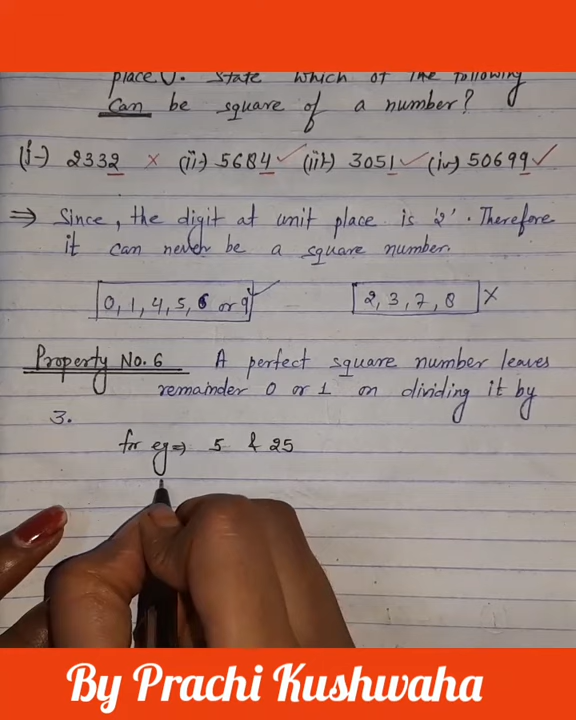 place. State which of the following
can be square of a number?
(i) 2332 × (ii) 5684 ✓ (iii) 3051 ✓ (iv) 50699 ✓
⇒ Since, the digit at unit place is '2'. Therefore
it can never be a square number.
0, 1, 4, 5, 6 or 9 ✓ 2, 3, 7, 8 ×
Property No. 6 A perfect square number leaves
remainder 0 or 1 on dividing it by
3.
for eg ⇒ 5 & 25
By Prachi Kushwaha